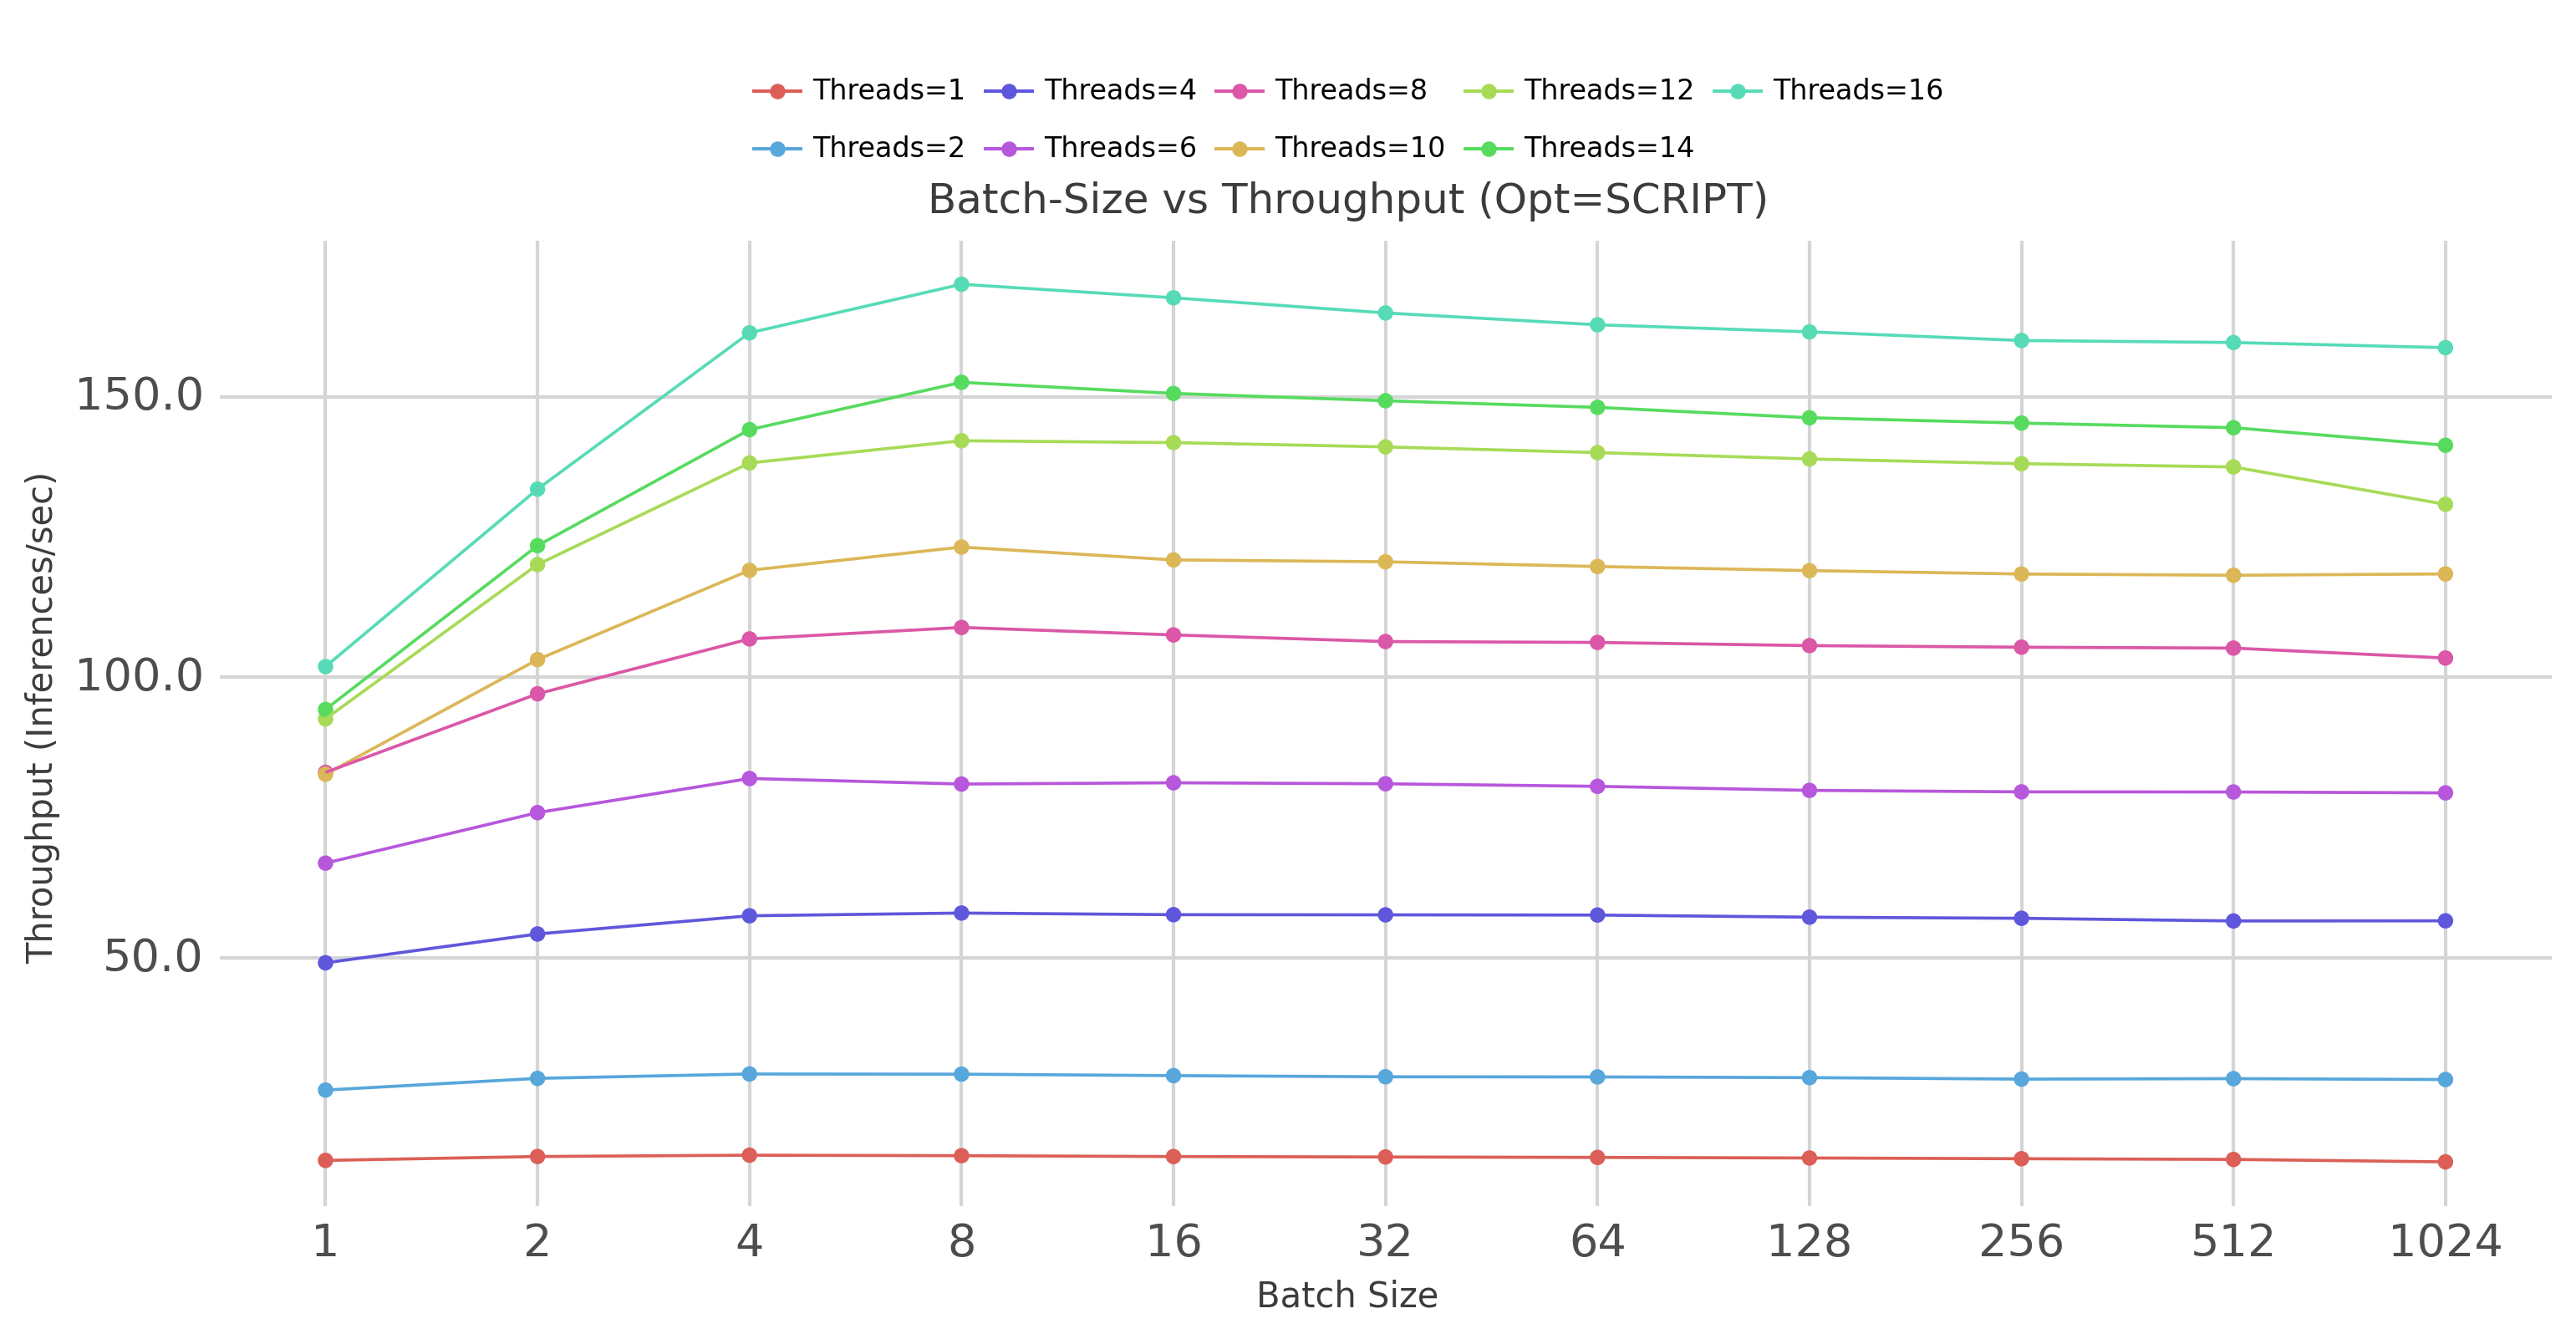 Threads=1 Threads=4 Threads=8 Threads=12 Threads=16
Threads=2 Threads=6 Threads=10 Threads=14
Batch-Size vs Throughput (Opt=SCRIPT)
Throughput (Inferences/sec)
150.0
100.0
50.0
1 2 4 8 16 32 64 128 256 512 1024
Batch Size